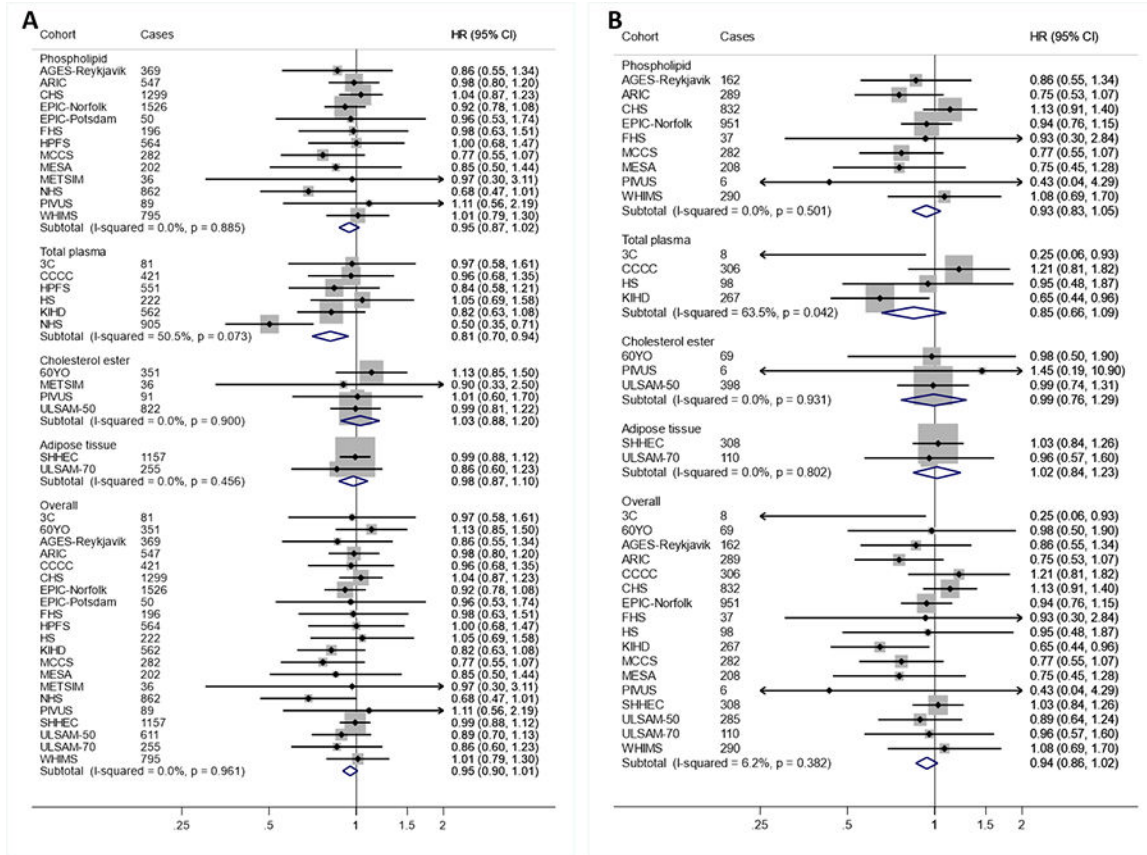 A
Cohort Cases HR (95% CI)
Phospholipid
AGES-Reykjavik 369 0.86 (0.55, 1.34)
ARIC 547 0.98 (0.80, 1.20)
CHS 1299 1.04 (0.87, 1.23)
EPIC-Norfolk 1526 0.92 (0.78, 1.08)
EPIC-Potsdam 50 0.96 (0.53, 1.74)
FHS 196 0.98 (0.63, 1.51)
HPFS 564 1.00 (0.68, 1.47)
MCCS 282 0.77 (0.55, 1.07)
MESA 202 0.85 (0.50, 1.44)
METSIM 36 0.97 (0.30, 3.11)
NHS 862 0.68 (0.47, 1.01)
PIVUS 89 1.11 (0.56, 2.19)
WHIMS 795 1.01 (0.79, 1.30)
Subtotal (I-squared = 0.0%, p = 0.885) 0.95 (0.87, 1.02)
Total plasma
3C 81 0.97 (0.58, 1.61)
CCCC 421 0.96 (0.68, 1.35)
HPFS 551 0.84 (0.58, 1.21)
HS 222 1.05 (0.69, 1.58)
KIHD 562 0.82 (0.63, 1.08)
NHS 905 0.50 (0.35, 0.71)
Subtotal (I-squared = 50.5%, p = 0.073) 0.81 (0.70, 0.94)
Cholesterol ester
60YO 351 1.13 (0.85, 1.50)
METSIM 36 0.90 (0.33, 2.50)
PIVUS 91 1.01 (0.60, 1.70)
ULSAM-50 822 0.99 (0.81, 1.22)
Subtotal (I-squared = 0.0%, p = 0.900) 1.03 (0.88, 1.20)
Adipose tissue
SHHEC 1157 0.99 (0.88, 1.12)
ULSAM-70 255 0.86 (0.60, 1.23)
Subtotal (I-squared = 0.0%, p = 0.456) 0.98 (0.87, 1.10)
Overall
3C 81 0.97 (0.58, 1.61)
60YO 351 1.13 (0.85, 1.50)
AGES-Reykjavik 369 0.86 (0.55, 1.34)
ARIC 547 0.98 (0.80, 1.20)
CCCC 421 0.96 (0.68, 1.35)
CHS 1299 1.04 (0.87, 1.23)
EPIC-Norfolk 1526 0.92 (0.78, 1.08)
EPIC-Potsdam 50 0.96 (0.53, 1.74)
FHS 196 0.98 (0.63, 1.51)
HPFS 564 1.00 (0.68, 1.47)
HS 222 1.05 (0.69, 1.58)
KIHD 562 0.82 (0.63, 1.08)
MCCS 282 0.77 (0.55, 1.07)
MESA 202 0.85 (0.50, 1.44)
METSIM 36 0.97 (0.30, 3.11)
NHS 862 0.68 (0.47, 1.01)
PIVUS 89 1.11 (0.56, 2.19)
SHHEC 1157 0.99 (0.88, 1.12)
ULSAM-50 611 0.89 (0.70, 1.13)
ULSAM-70 255 0.86 (0.60, 1.23)
WHIMS 795 1.01 (0.79, 1.30)
Subtotal (I-squared = 0.0%, p = 0.961) 0.95 (0.90, 1.01)
.25 .5 1 1.5 2
B
Cohort Cases HR (95% CI)
Phospholipid
AGES-Reykjavik 162 0.86 (0.55, 1.34)
ARIC 289 0.75 (0.53, 1.07)
CHS 832 1.13 (0.91, 1.40)
EPIC-Norfolk 951 0.94 (0.76, 1.15)
FHS 37 0.93 (0.30, 2.84)
MCCS 282 0.77 (0.55, 1.07)
MESA 208 0.75 (0.45, 1.28)
PIVUS 6 0.43 (0.04, 4.29)
WHIMS 290 1.08 (0.69, 1.70)
Subtotal (I-squared = 0.0%, p = 0.501) 0.93 (0.83, 1.05)
Total plasma
3C 8 0.25 (0.06, 0.93)
CCCC 306 1.21 (0.81, 1.82)
HS 98 0.95 (0.48, 1.87)
KIHD 267 0.65 (0.44, 0.96)
Subtotal (I-squared = 63.5%, p = 0.042) 0.85 (0.66, 1.09)
Cholesterol ester
60YO 69 0.98 (0.50, 1.90)
PIVUS 6 1.45 (0.19, 10.90)
ULSAM-50 398 0.99 (0.74, 1.31)
Subtotal (I-squared = 0.0%, p = 0.931) 0.99 (0.76, 1.29)
Adipose tissue
SHHEC 308 1.03 (0.84, 1.26)
ULSAM-70 110 0.96 (0.57, 1.60)
Subtotal (I-squared = 0.0%, p = 0.802) 1.02 (0.84, 1.23)
Overall
3C 8 0.25 (0.06, 0.93)
60YO 69 0.98 (0.50, 1.90)
AGES-Reykjavik 162 0.86 (0.55, 1.34)
ARIC 289 0.75 (0.53, 1.07)
CCCC 306 1.21 (0.81, 1.82)
CHS 832 1.13 (0.91, 1.40)
EPIC-Norfolk 951 0.94 (0.76, 1.15)
FHS 37 0.93 (0.30, 2.84)
HS 98 0.95 (0.48, 1.87)
KIHD 267 0.65 (0.44, 0.96)
MCCS 282 0.77 (0.55, 1.07)
MESA 208 0.75 (0.45, 1.28)
PIVUS 6 0.43 (0.04, 4.29)
SHHEC 308 1.03 (0.84, 1.26)
ULSAM-50 285 0.89 (0.64, 1.24)
ULSAM-70 110 0.96 (0.57, 1.60)
WHIMS 290 1.08 (0.69, 1.70)
Subtotal (I-squared = 6.2%, p = 0.382) 0.94 (0.86, 1.02)
.25 .5 1 1.5 2